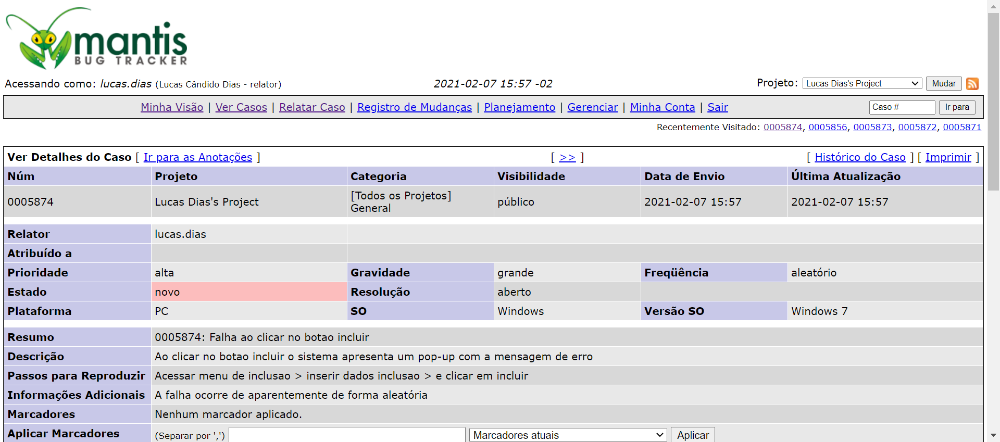 mantis
BUG TRACKER
Acessando como: lucas.dias (Lucas Cândido Dias - relator) 2021-02-07 15:57 -02 Projeto: Lucas Dias's Project Mudar
Minha Visão | Ver Casos | Relatar Caso | Registro de Mudanças | Planejamento | Gerenciar | Minha Conta | Sair Caso # Ir para
Recentemente Visitado: 0005874, 0005856, 0005873, 0005872, 0005871
Ver Detalhes do Caso [ Ir para as Anotações ] [ >> ] [ Histórico do Caso ] [ Imprimir ]
Núm Projeto Categoria Visibilidade Data de Envio Última Atualização
0005874 Lucas Dias's Project [Todos os Projetos] General público 2021-02-07 15:57 2021-02-07 15:57
Relator lucas.dias
Atribuído a
Prioridade alta Gravidade grande Freqüência aleatório
Estado novo Resolução aberto
Plataforma PC SO Windows Versão SO Windows 7
Resumo 0005874: Falha ao clicar no botao incluir
Descrição Ao clicar no botao incluir o sistema apresenta um pop-up com a mensagem de erro
Passos para Reproduzir Acessar menu de inclusao > inserir dados inclusao > e clicar em incluir
Informações Adicionais A falha ocorre de aparentemente de forma aleatória
Marcadores Nenhum marcador aplicado.
Aplicar Marcadores (Separar por ',') Marcadores atuais Aplicar